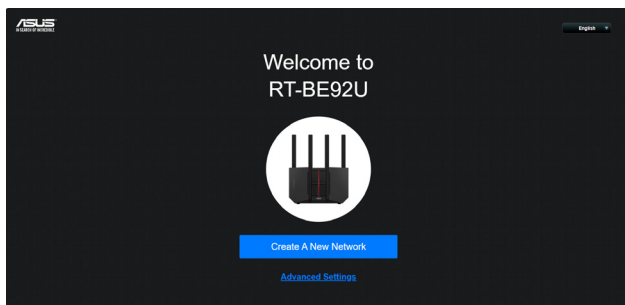 ASUS
IN SEARCH OF INCREDIBLE
English
Welcome to
RT-BE92U
Create A New Network
Advanced Settings